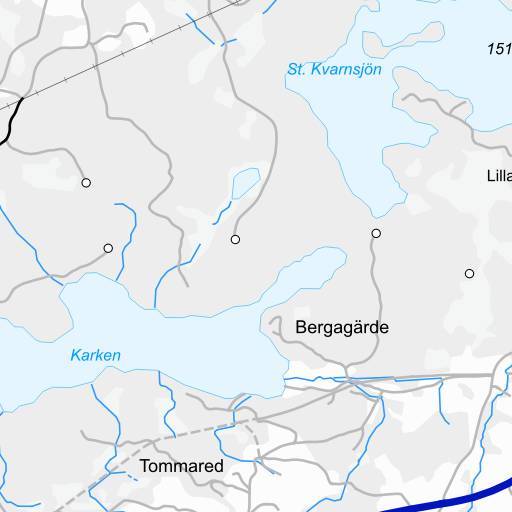 151
St. Kvarnsjön
Lilla
Bergagärde
Karken
Tommared